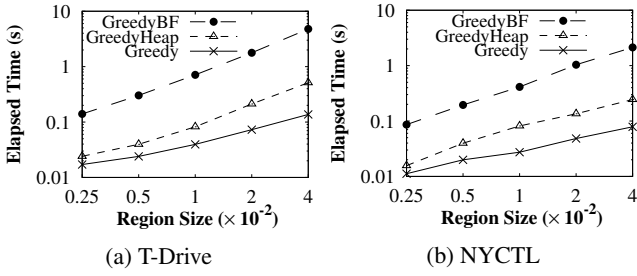 10
1
0.1
0.01
Elapsed Time (s)
GreedyBF
GreedyHeap
Greedy
0.25 0.5 1 2 4
Region Size (× 10⁻²)
(a) T-Drive
10
1
0.1
0.01
Elapsed Time (s)
GreedyBF
GreedyHeap
Greedy
0.25 0.5 1 2 4
Region Size (× 10⁻²)
(b) NYCTL